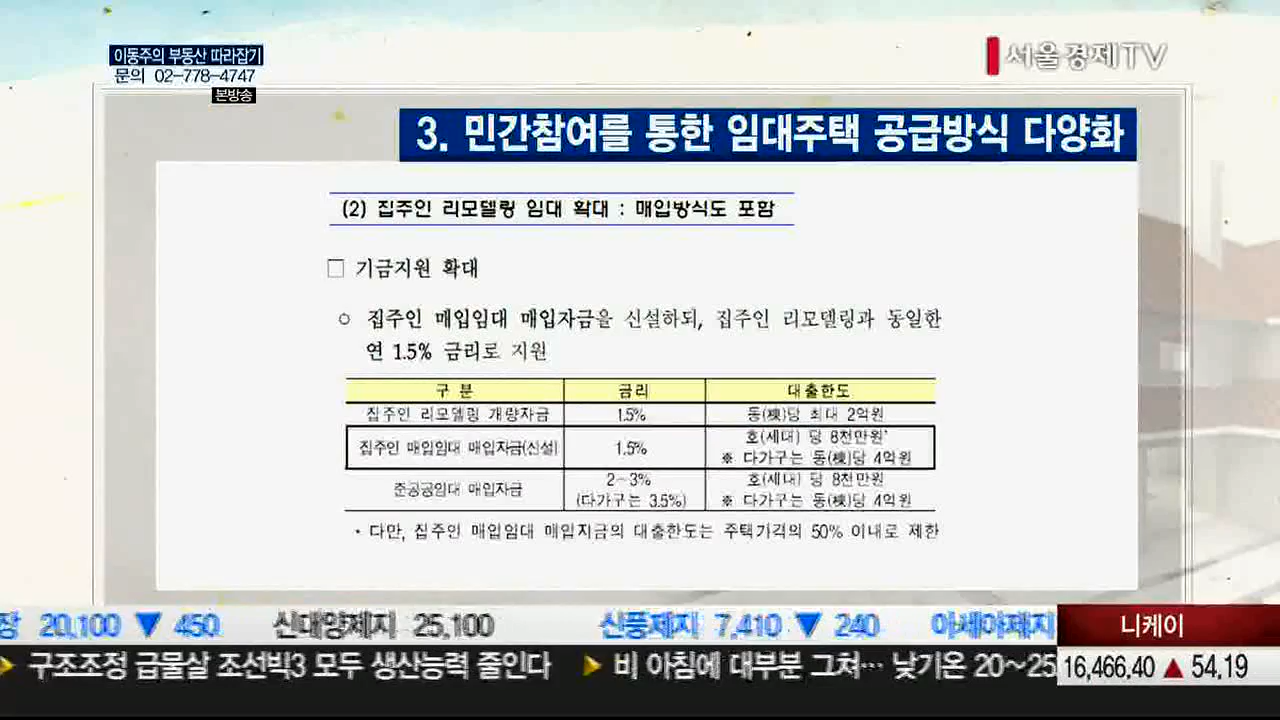 이동주의 부동산 따라잡기
문의 02-778-4747
본방송
서울경제TV
3. 민간참여를 통한 임대주택 공급방식 다양화
(2) 집주인 리모델링 임대 확대 : 매입방식도 포함
□ 기금지원 확대
○ 집주인 매입임대 매입자금을 신설하되, 집주인 리모델링과 동일한
연 1.5% 금리로 지원
구 분 금리 대출한도
집주인 리모델링 개량자금 1.5% 동(棟)당 최대 2억원
집주인 매입임대 매입자금(신설) 1.5% 호(세대) 당 8천만원*
※ 다가구는 동(棟)당 4억원
준공공임대 매입자금 2~3% 호(세대) 당 8천만원
(다가구는 3.5%) ※ 다가구는 동(棟)당 4억원
* 다만, 집주인 매입임대 매입자금의 대출한도는 주택가격의 50% 이내로 제한
장 20,100 ▼ 450 신대양제지 25,100 신풍제지 7,410 ▼ 240 아세아제지
니케이
구조조정 급물살 조선빅3 모두 생산능력 줄인다 비 아침에 대부분 그쳐… 낮기온 20~25
16,466.40 ▲ 54.19